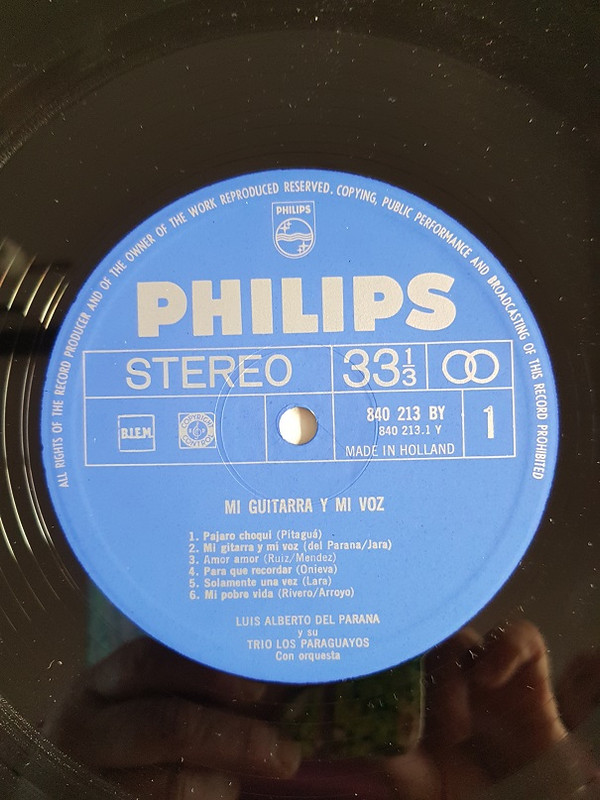 ALL RIGHTS OF THE RECORD PRODUCER AND OF THE OWNER OF THE WORK REPRODUCED RESERVED. COPYING, PUBLIC PERFORMANCE AND BROADCASTING OF THIS RECORD PROHIBITED
PHILIPS
PHILIPS
STEREO 33 1/3
B.I.E.M. 840 213 BY 1
840 213.1 Y
MADE IN HOLLAND
MI GUITARRA Y MI VOZ
1. Pajaro choqui (Pitaguá)
2. Mi gitarra y mi voz (del Parana/Jara)
3. Amor amor (Ruiz/Mendez)
4. Para que recordar (Onieva)
5. Solamente una vez (Lara)
6. Mi pobre vida (Rivero/Arroyo)
LUIS ALBERTO DEL PARANA
y su
TRIO LOS PARAGUAYOS
Con orquesta